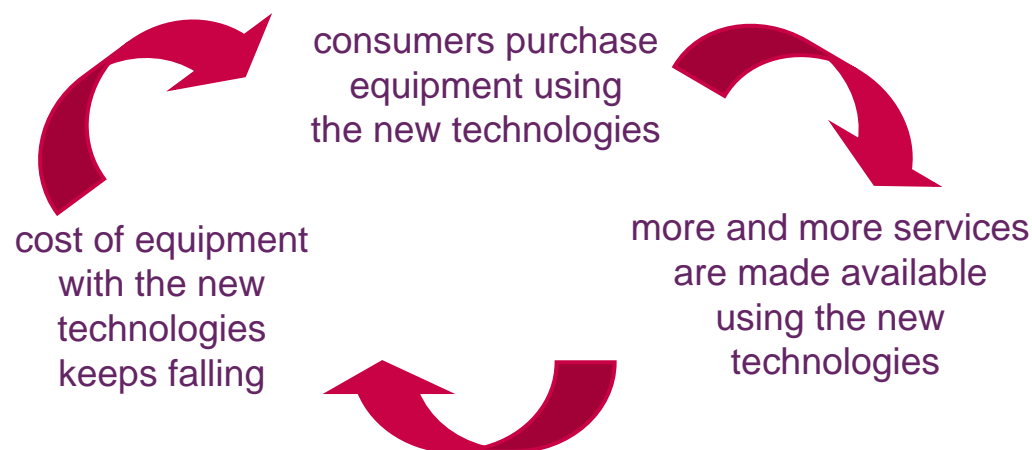 consumers purchase
equipment using
the new technologies
more and more services
are made available
using the new
technologies
cost of equipment
with the new
technologies
keeps falling